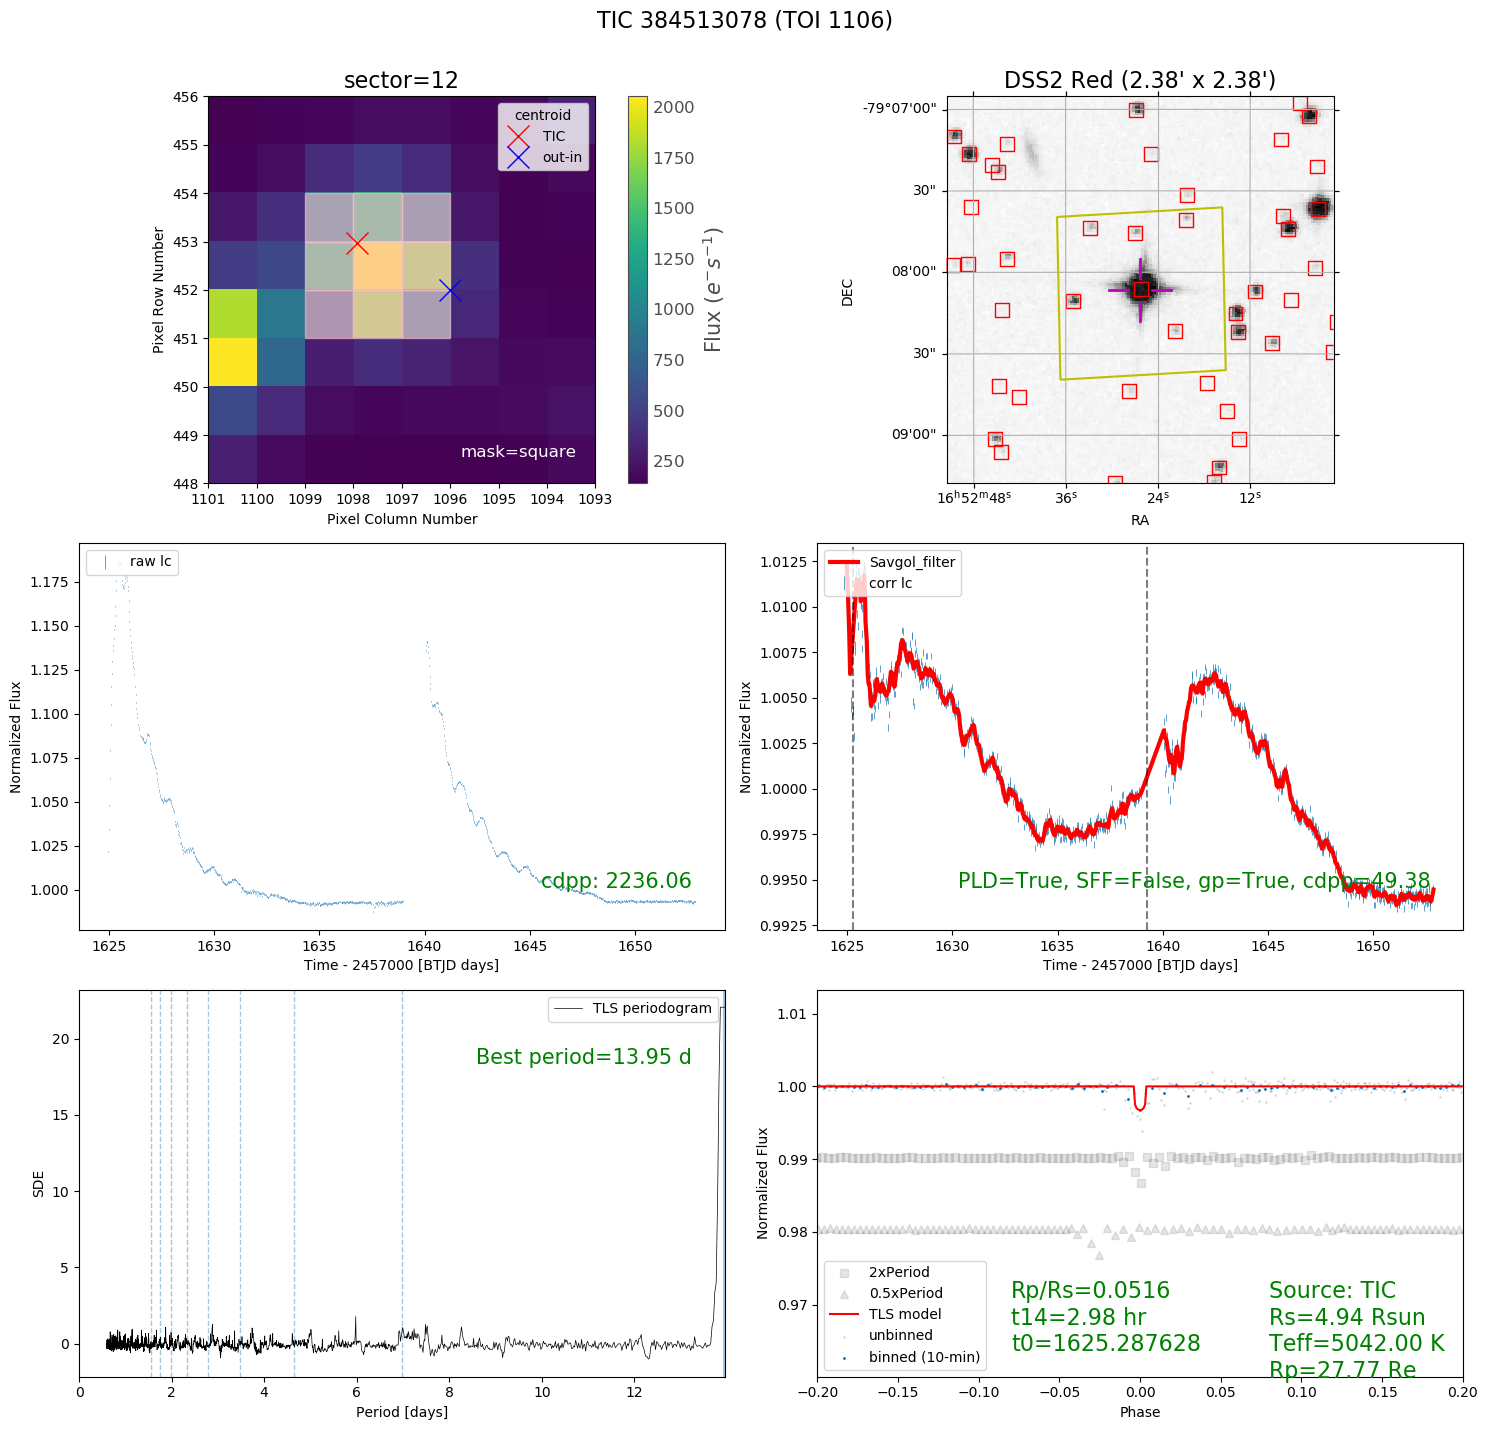 TIC 384513078 (TOI 1106)
sector=12
456
455
454
453
452
451
450
449
448
Pixel Row Number
centroid
TIC
out-in
mask=square
1101 1100 1099 1098 1097 1096 1095 1094 1093
Pixel Column Number
2000
1750
1500
1250
1000
750
500
250
Flux (e⁻s⁻¹)
DSS2 Red (2.38' x 2.38')
-79°07'00"
30"
08'00"
30"
09'00"
DEC
16ʰ52ᵐ48ˢ 36ˢ 24ˢ 12ˢ
RA
raw lc
1.175
1.150
1.125
1.100
1.075
1.050
1.025
1.000
Normalized Flux
cdpp: 2236.06
1625 1630 1635 1640 1645 1650
Time - 2457000 [BTJD days]
Savgol_filter
corr lc
1.0125
1.0100
1.0075
1.0050
1.0025
1.0000
0.9975
0.9950
0.9925
Normalized Flux
PLD=True, SFF=False, gp=True, cdpp=49.38
1625 1630 1635 1640 1645 1650
Time - 2457000 [BTJD days]
TLS periodogram
Best period=13.95 d
20
15
10
5
0
SDE
0 2 4 6 8 10 12
Period [days]
1.01
1.00
0.99
0.98
0.97
Normalized Flux
2xPeriod
0.5xPeriod
TLS model
unbinned
binned (10-min)
Rp/Rs=0.0516
t14=2.98 hr
t0=1625.287628
Source: TIC
Rs=4.94 Rsun
Teff=5042.00 K
Rp=27.77 Re
−0.20 −0.15 −0.10 −0.05 0.00 0.05 0.10 0.15 0.20
Phase